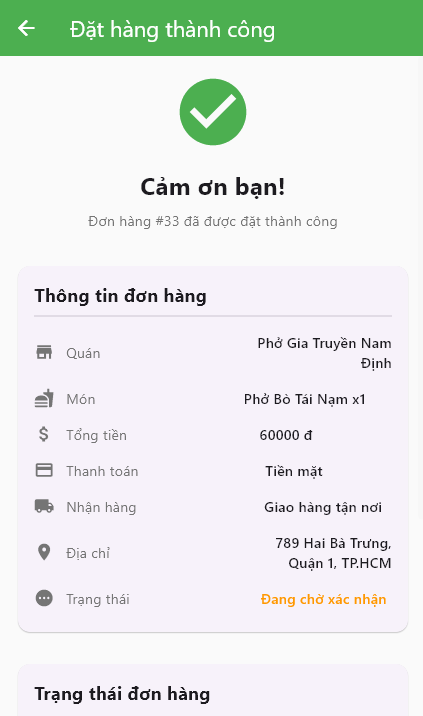 Đặt hàng thành công
Cảm ơn bạn!
Đơn hàng #33 đã được đặt thành công
Thông tin đơn hàng
Quán
Phở Gia Truyền Nam
Định
Món
Phở Bò Tái Nạm x1
Tổng tiền
60000 đ
Thanh toán
Tiền mặt
Nhận hàng
Giao hàng tận nơi
Địa chỉ
789 Hai Bà Trưng,
Quận 1, TP.HCM
Trạng thái
Đang chờ xác nhận
Trạng thái đơn hàng